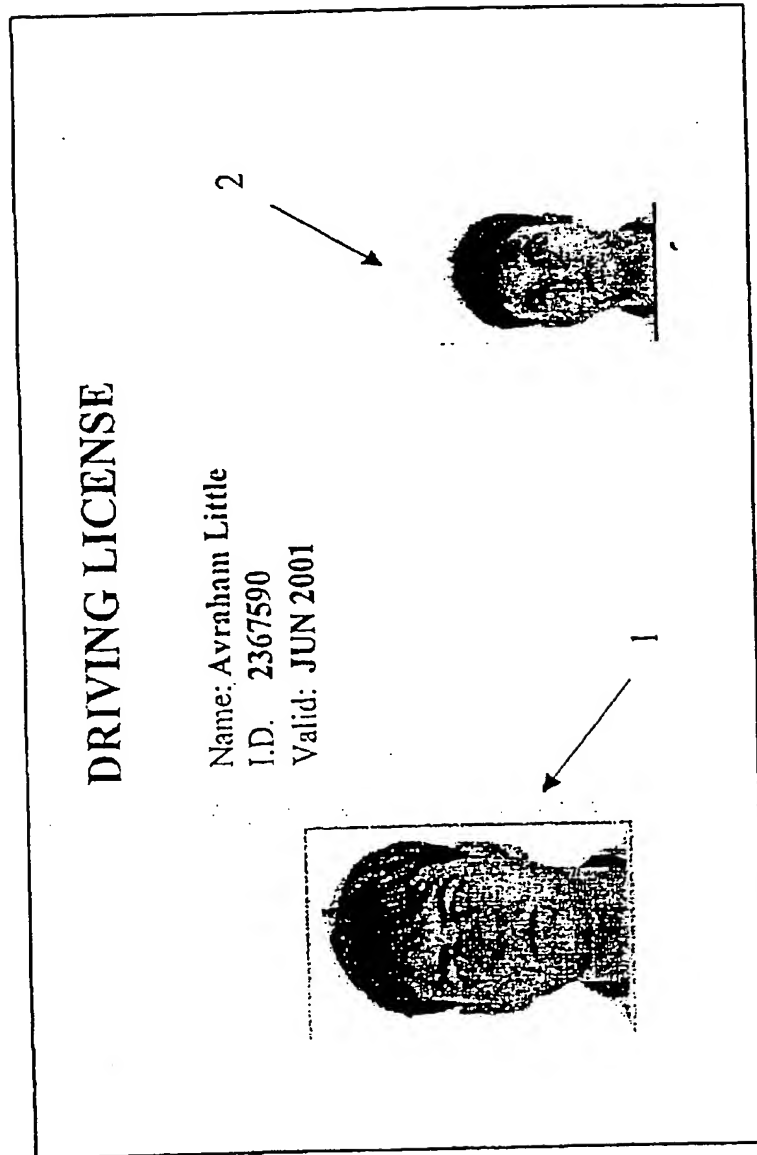 DRIVING LICENSE
Name: Avraham Little
I.D. 2367590
Valid: JUN 2001
2
1